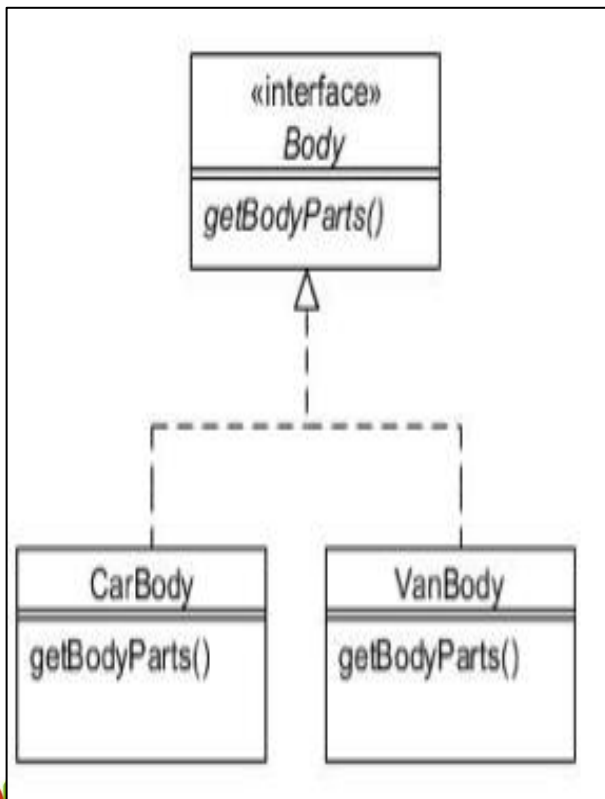 «interface»
Body
getBodyParts()
CarBody
getBodyParts()
VanBody
getBodyParts()